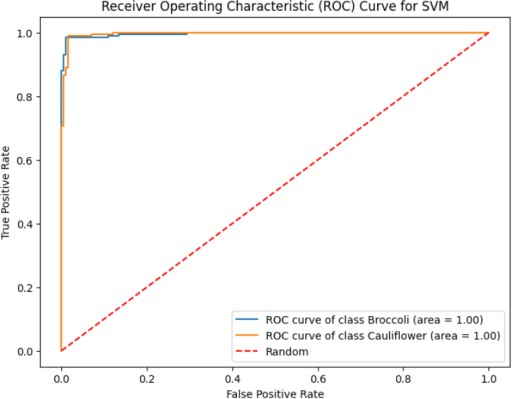 Receiver Operating Characteristic (ROC) Curve for SVM
1.0
0.8
0.6
0.4
0.2
0.0
True Positive Rate
ROC curve of class Broccoli (area = 1.00)
ROC curve of class Cauliflower (area = 1.00)
Random
0.0 0.2 0.4 0.6 0.8 1.0
False Positive Rate